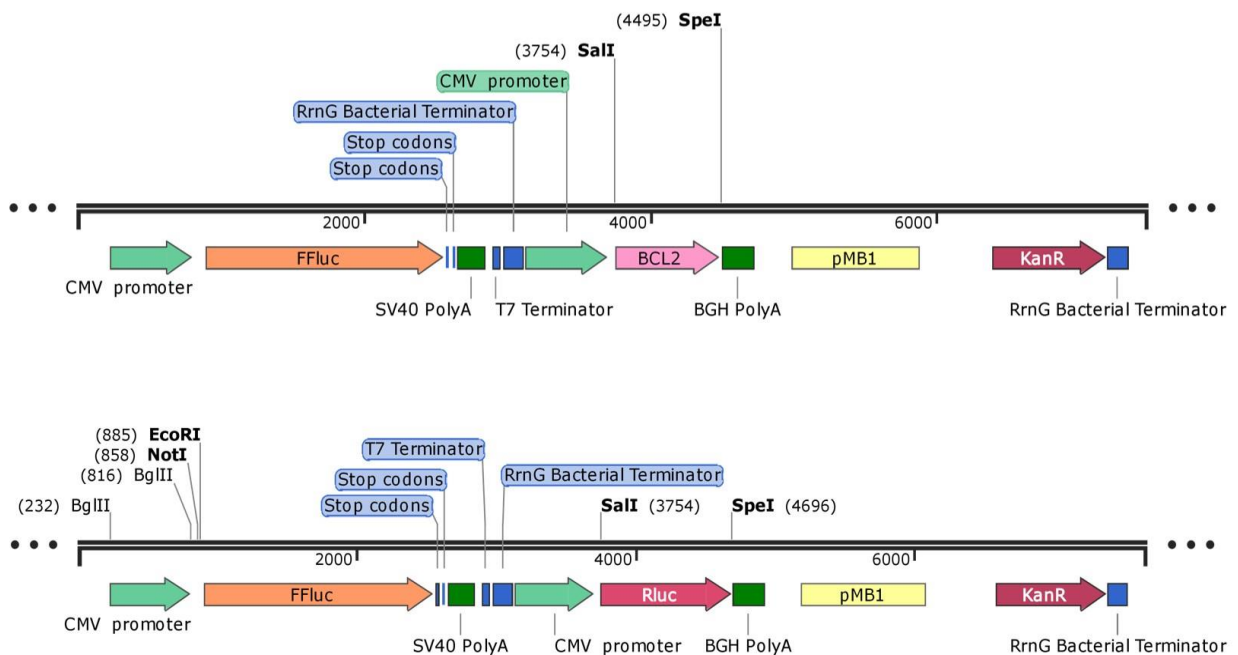 (4495) SpeI
(3754) SalI
CMV promoter
RrnG Bacterial Terminator
Stop codons
Stop codons
2000 4000 6000
FFluc BCL2 pMB1 KanR
CMV promoter
SV40 PolyA T7 Terminator BGH PolyA RrnG Bacterial Terminator
(885) EcoRI
(858) NotI
(816) BglII
(232) BglII
T7 Terminator
Stop codons
Stop codons
RrnG Bacterial Terminator
SalI (3754) SpeI (4696)
2000 4000 6000
FFluc Rluc pMB1 KanR
CMV promoter
SV40 PolyA CMV promoter BGH PolyA RrnG Bacterial Terminator